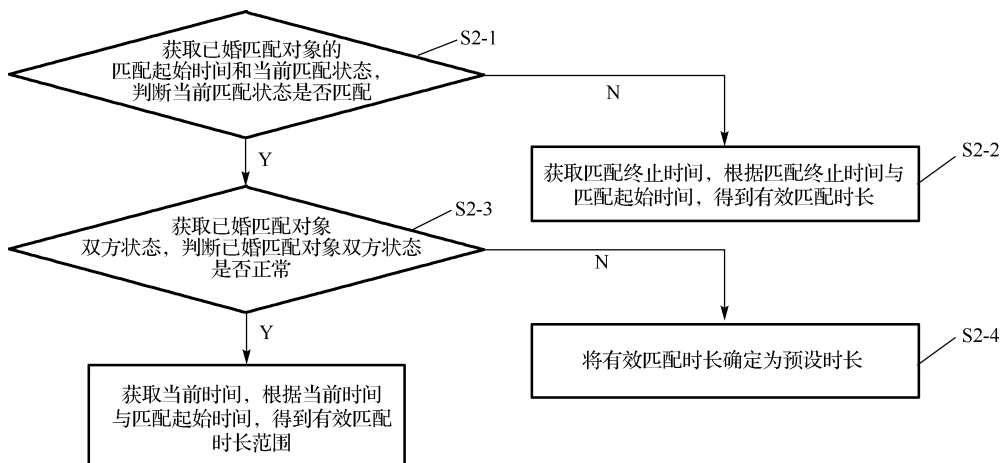 获取已婚匹配对象的
匹配起始时间和当前匹配状态，
判断当前匹配状态是否匹配
S2-1
N
Y
获取匹配终止时间，根据匹配终止时间与
匹配起始时间，得到有效匹配时长
S2-2
获取已婚匹配对象
双方状态，判断已婚匹配对象双方状态
是否正常
S2-3
N
Y
将有效匹配时长确定为预设时长
S2-4
获取当前时间，根据当前时间
与匹配起始时间，得到有效匹配
时长范围